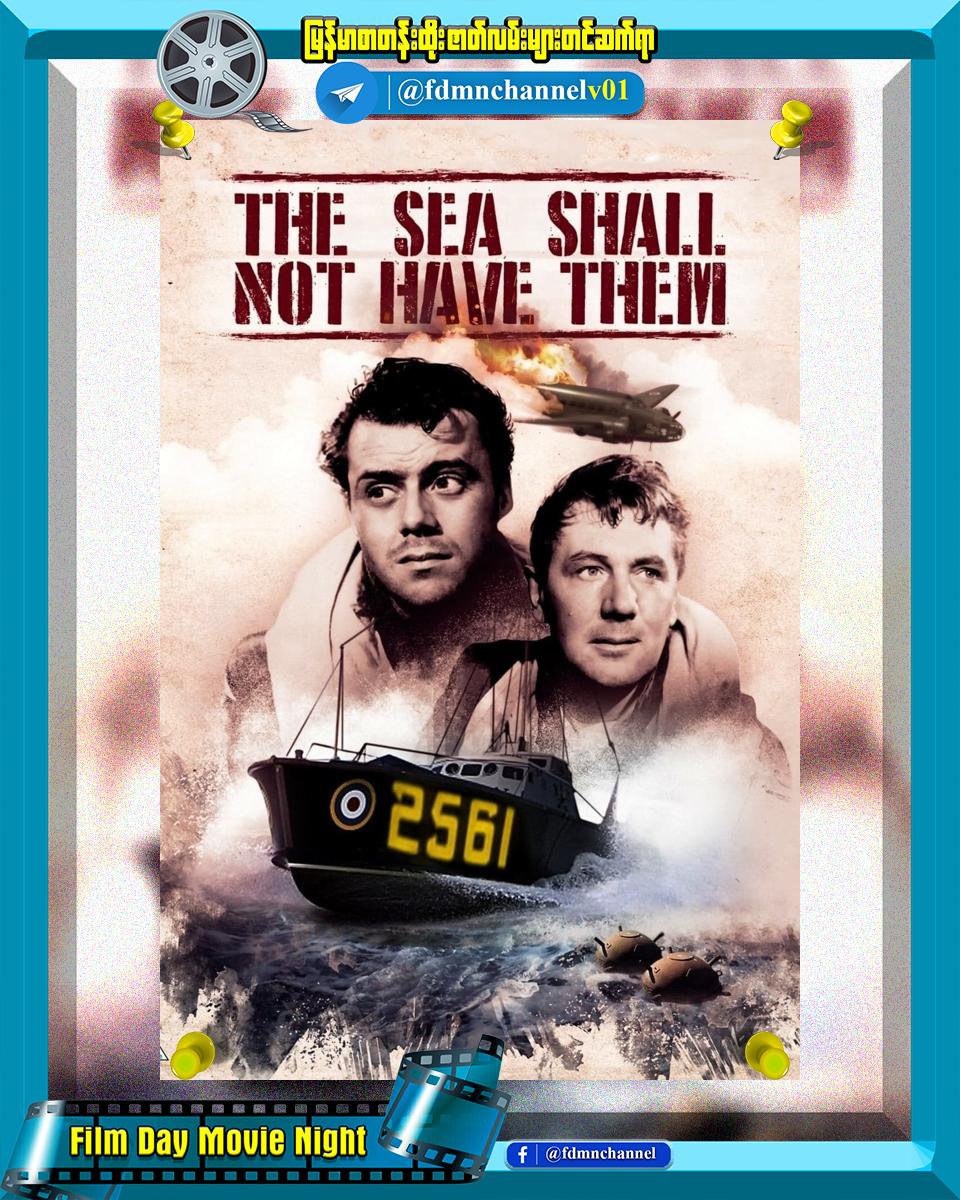 မြန်မာစာတန်းထိုးဇာတ်လမ်းများတင်ဆက်ရာ
@fdmnchannelv01
THE SEA SHALL
NOT HAVE THEM
2561
Film Day Movie Night
f @fdmnchannel